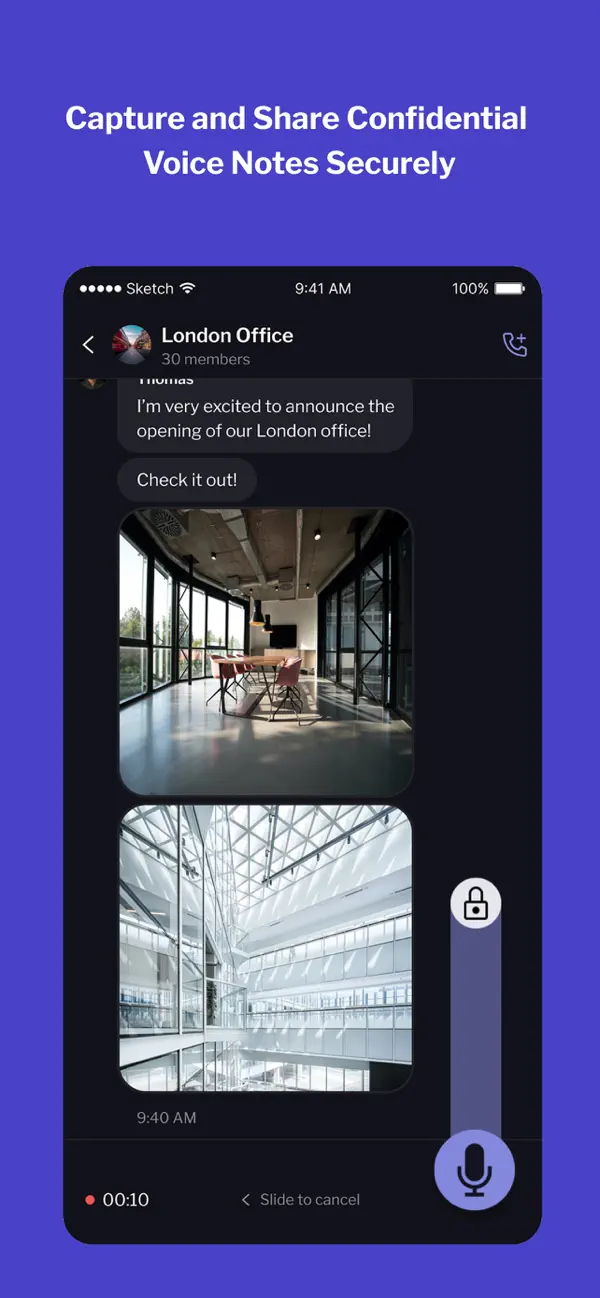 Capture and Share Confidential
Voice Notes Securely
Sketch
9:41 AM
100%
London Office
30 members
Thomas
I’m very excited to announce the
opening of our London office!
Check it out!
9:40 AM
00:10
Slide to cancel